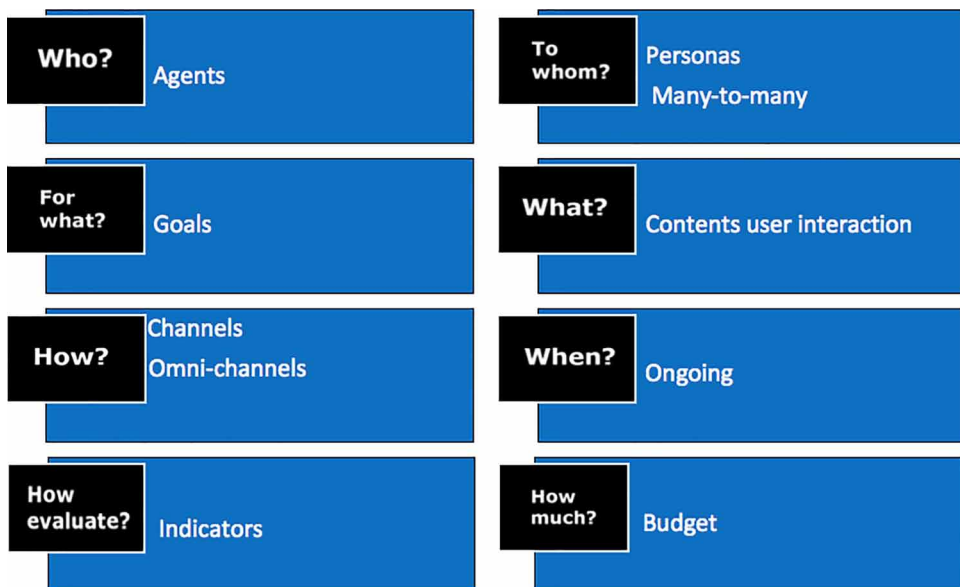 Who?
Agents
To
whom?
Personas
Many-to-many
For
what?
Goals
What?
Contents user interaction
How?
Channels
Omni-channels
When?
Ongoing
How
evaluate?
Indicators
How
much?
Budget